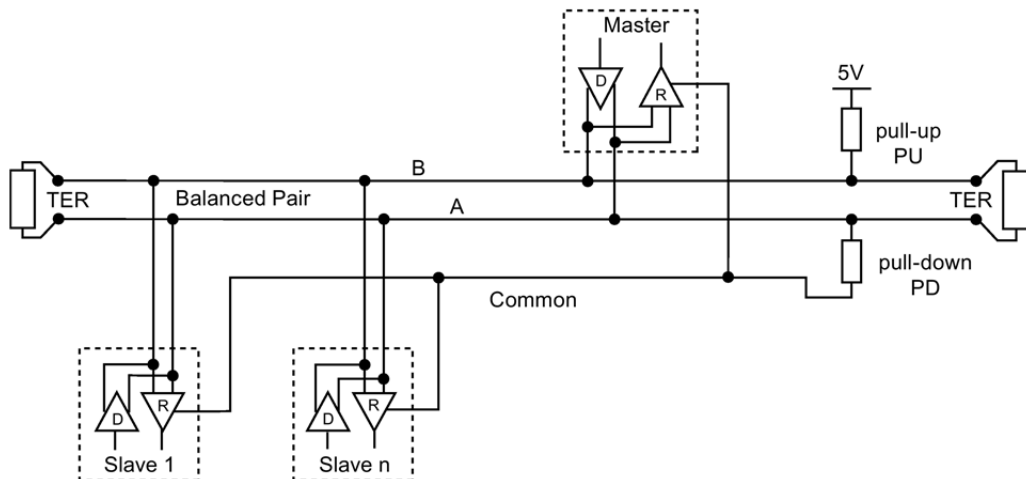 Master
D
R
5V
pull-up
PU
B
TER
Balanced Pair
A
TER
pull-down
PD
Common
D
R
Slave 1
D
R
Slave n